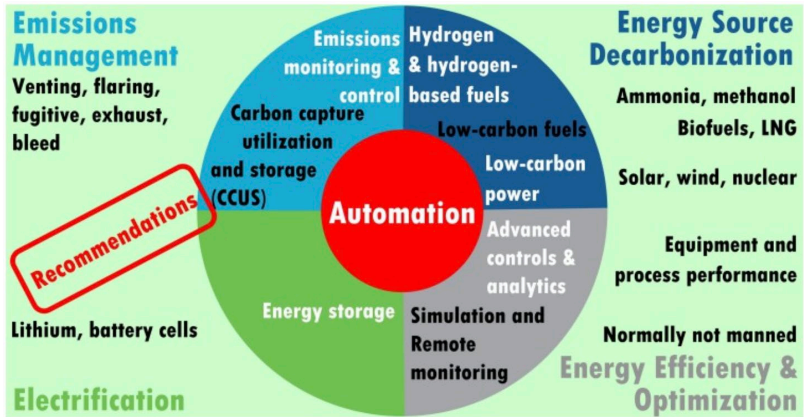 Emissions
Management
Venting, flaring,
fugitive, exhaust,
bleed
Recommendations
Lithium, battery cells
Electrification
Emissions
monitoring &
control
Carbon capture
utilization
and storage
(CCUS)
Hydrogen
& hydrogen-
based fuels
Low-carbon fuels
Low-carbon
power
Automation
Energy storage
Advanced
controls &
analytics
Simulation and
Remote
monitoring
Energy Source
Decarbonization
Ammonia, methanol
Biofuels, LNG
Solar, wind, nuclear
Equipment and
process performance
Normally not manned
Energy Efficiency &
Optimization